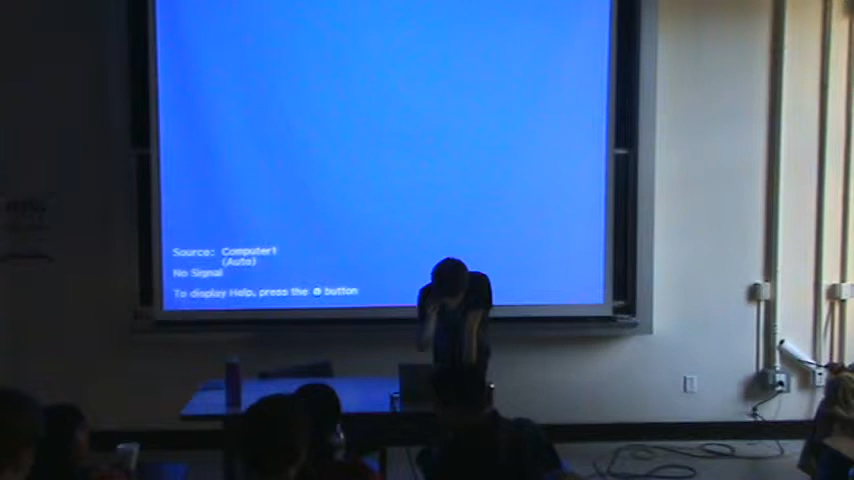 Source: Computer1
(Auto)
No Signal
To display Help, press the button